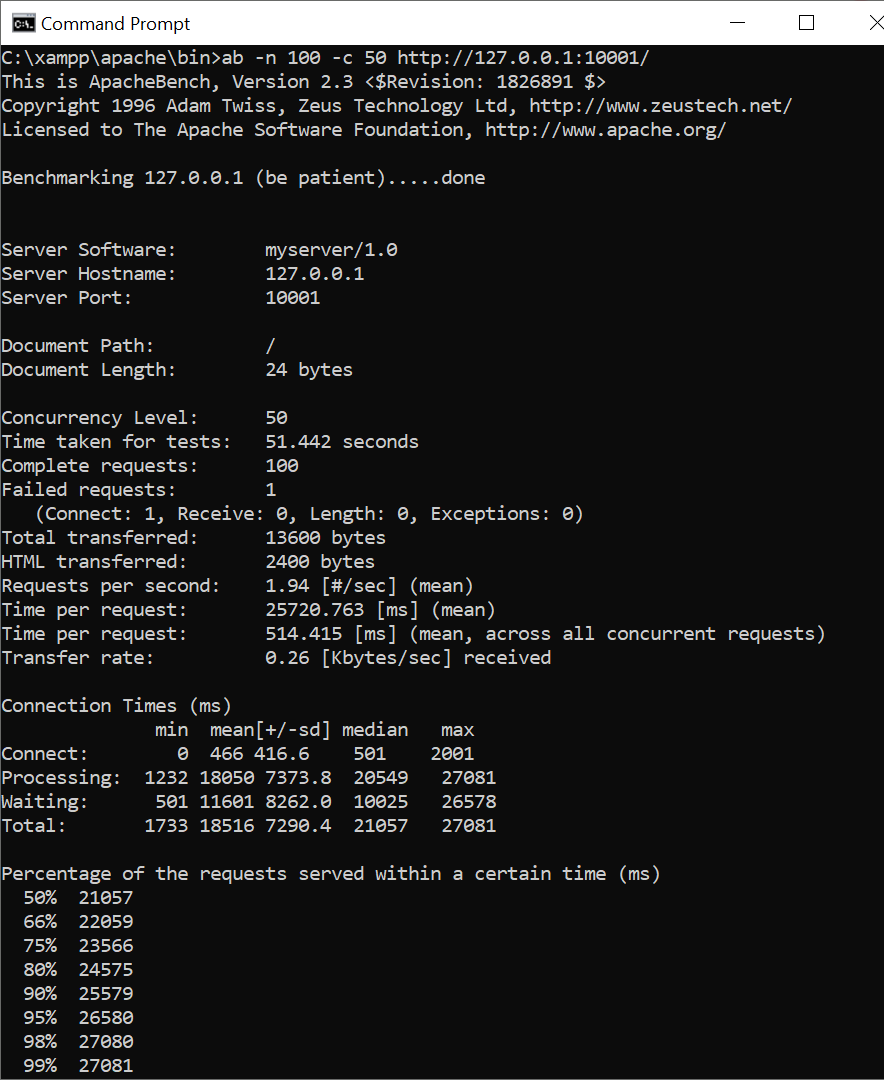 Command Prompt
C:\xampp\apache\bin>ab -n 100 -c 50 http://127.0.0.1:10001/
This is ApacheBench, Version 2.3 <$Revision: 1826891 $>
Copyright 1996 Adam Twiss, Zeus Technology Ltd, http://www.zeustech.net/
Licensed to The Apache Software Foundation, http://www.apache.org/

Benchmarking 127.0.0.1 (be patient).....done


Server Software:        myserver/1.0
Server Hostname:        127.0.0.1
Server Port:            10001

Document Path:          /
Document Length:        24 bytes

Concurrency Level:      50
Time taken for tests:   51.442 seconds
Complete requests:      100
Failed requests:        1
   (Connect: 1, Receive: 0, Length: 0, Exceptions: 0)
Total transferred:      13600 bytes
HTML transferred:       2400 bytes
Requests per second:    1.94 [#/sec] (mean)
Time per request:       25720.763 [ms] (mean)
Time per request:       514.415 [ms] (mean, across all concurrent requests)
Transfer rate:          0.26 [Kbytes/sec] received

Connection Times (ms)
              min  mean[+/-sd] median   max
Connect:        0  466 416.6    501    2001
Processing:  1232 18050 7373.8  20549   27081
Waiting:      501 11601 8262.0  10025   26578
Total:       1733 18516 7290.4  21057   27081

Percentage of the requests served within a certain time (ms)
  50%  21057
  66%  22059
  75%  23566
  80%  24575
  90%  25579
  95%  26580
  98%  27080
  99%  27081